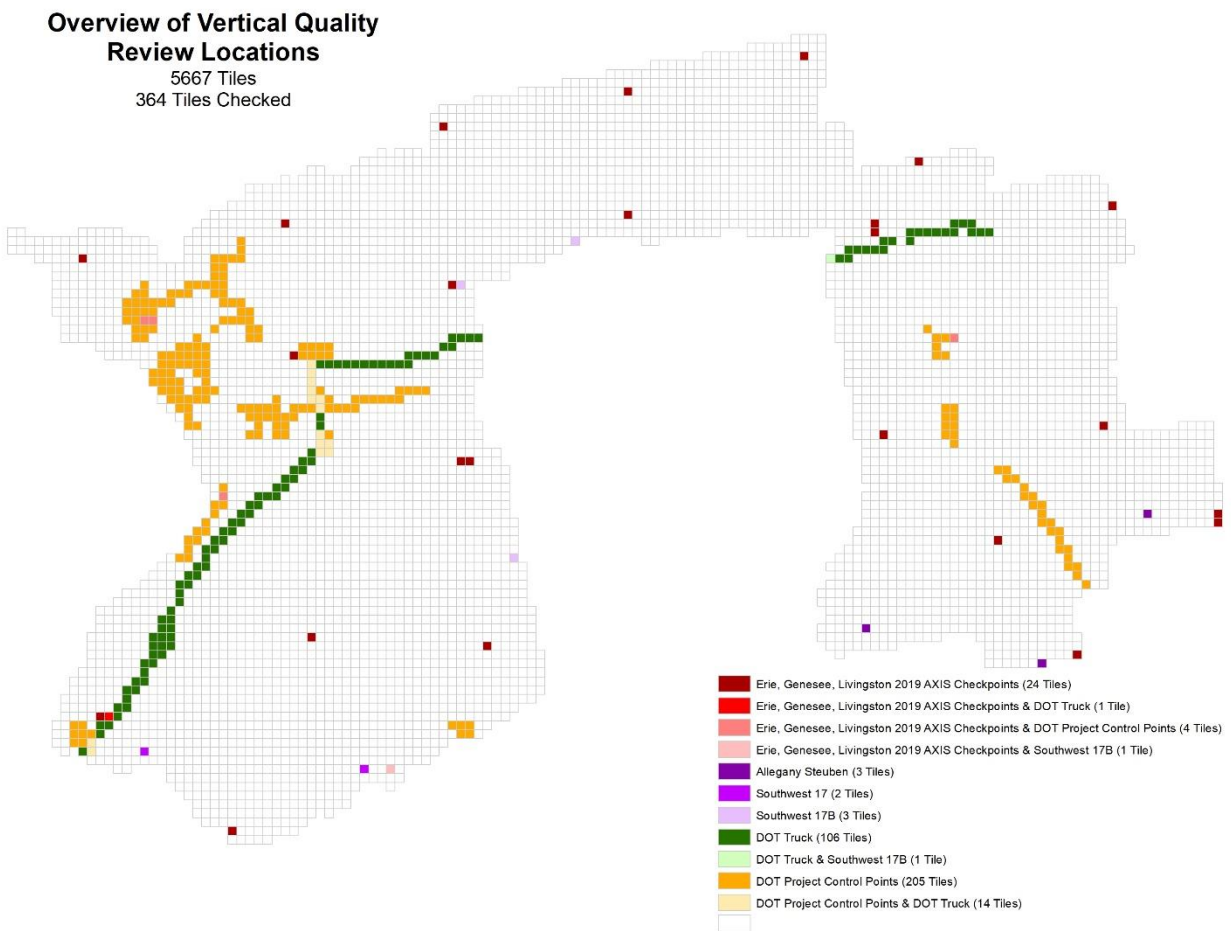 Overview of Vertical Quality
Review Locations
5667 Tiles
364 Tiles Checked
Erie, Genesee, Livingston 2019 AXIS Checkpoints (24 Tiles)
Erie, Genesee, Livingston 2019 AXIS Checkpoints & DOT Truck (1 Tile)
Erie, Genesee, Livingston 2019 AXIS Checkpoints & DOT Project Control Points (4 Tiles)
Erie, Genesee, Livingston 2019 AXIS Checkpoints & Southwest 17B (1 Tile)
Allegany Steuben (3 Tiles)
Southwest 17 (2 Tiles)
Southwest 17B (3 Tiles)
DOT Truck (106 Tiles)
DOT Truck & Southwest 17B (1 Tile)
DOT Project Control Points (205 Tiles)
DOT Project Control Points & DOT Truck (14 Tiles)